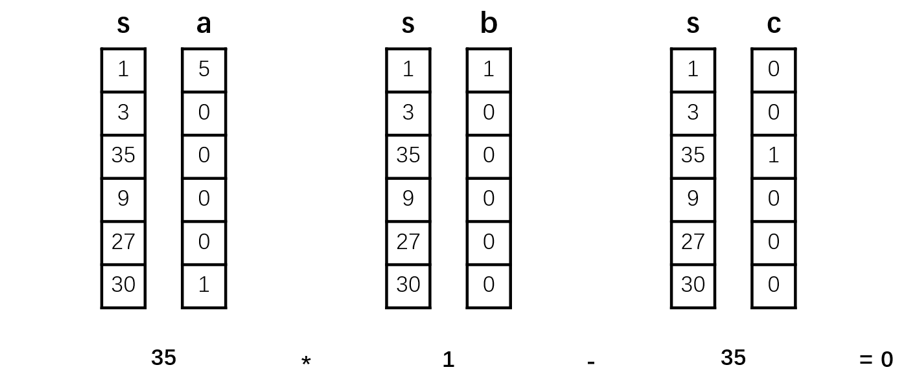 s a s b s c
1 5 1 1 1 0
3 0 3 0 3 0
35 0 35 0 35 1
9 0 9 0 9 0
27 0 27 0 27 0
30 1 30 0 30 0
35 * 1 - 35 = 0